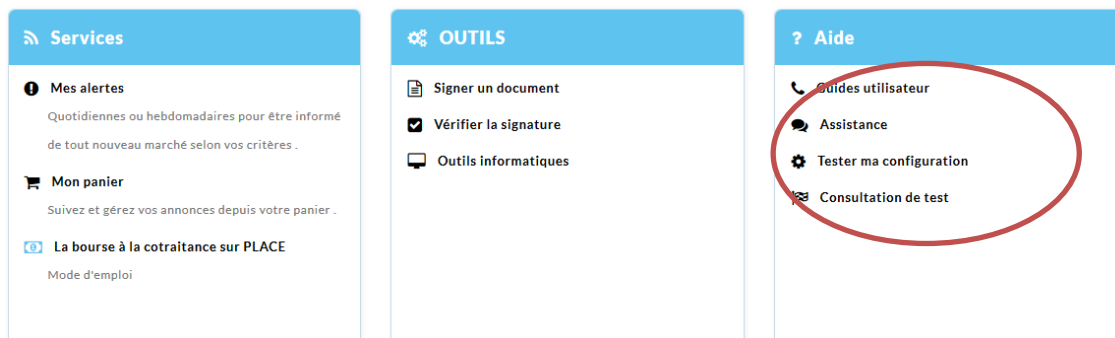 Services
Mes alertes
Quotidiennes ou hebdomadaires pour être informé
de tout nouveau marché selon vos critères .
Mon panier
Suivez et gérez vos annonces depuis votre panier .
La bourse à la cotraitance sur PLACE
Mode d'emploi
OUTILS
Signer un document
Vérifier la signature
Outils informatiques
? Aide
Guides utilisateur
Assistance
Tester ma configuration
Consultation de test